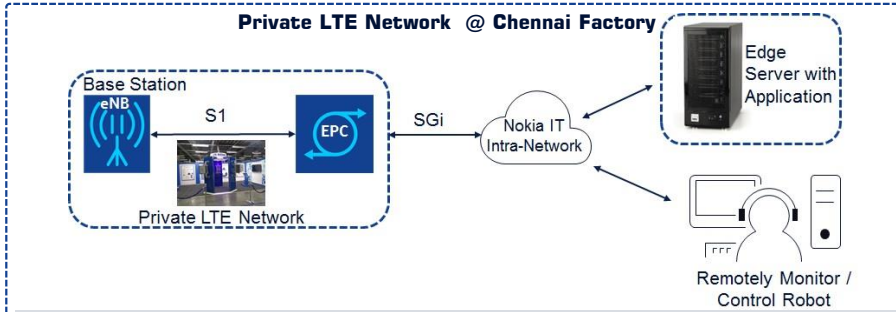 Private LTE Network @ Chennai Factory
Base Station
eNB
S1
EPC
Private LTE Network
SGi
Nokia IT
Intra-Network
Edge
Server with
Application
Remotely Monitor /
Control Robot